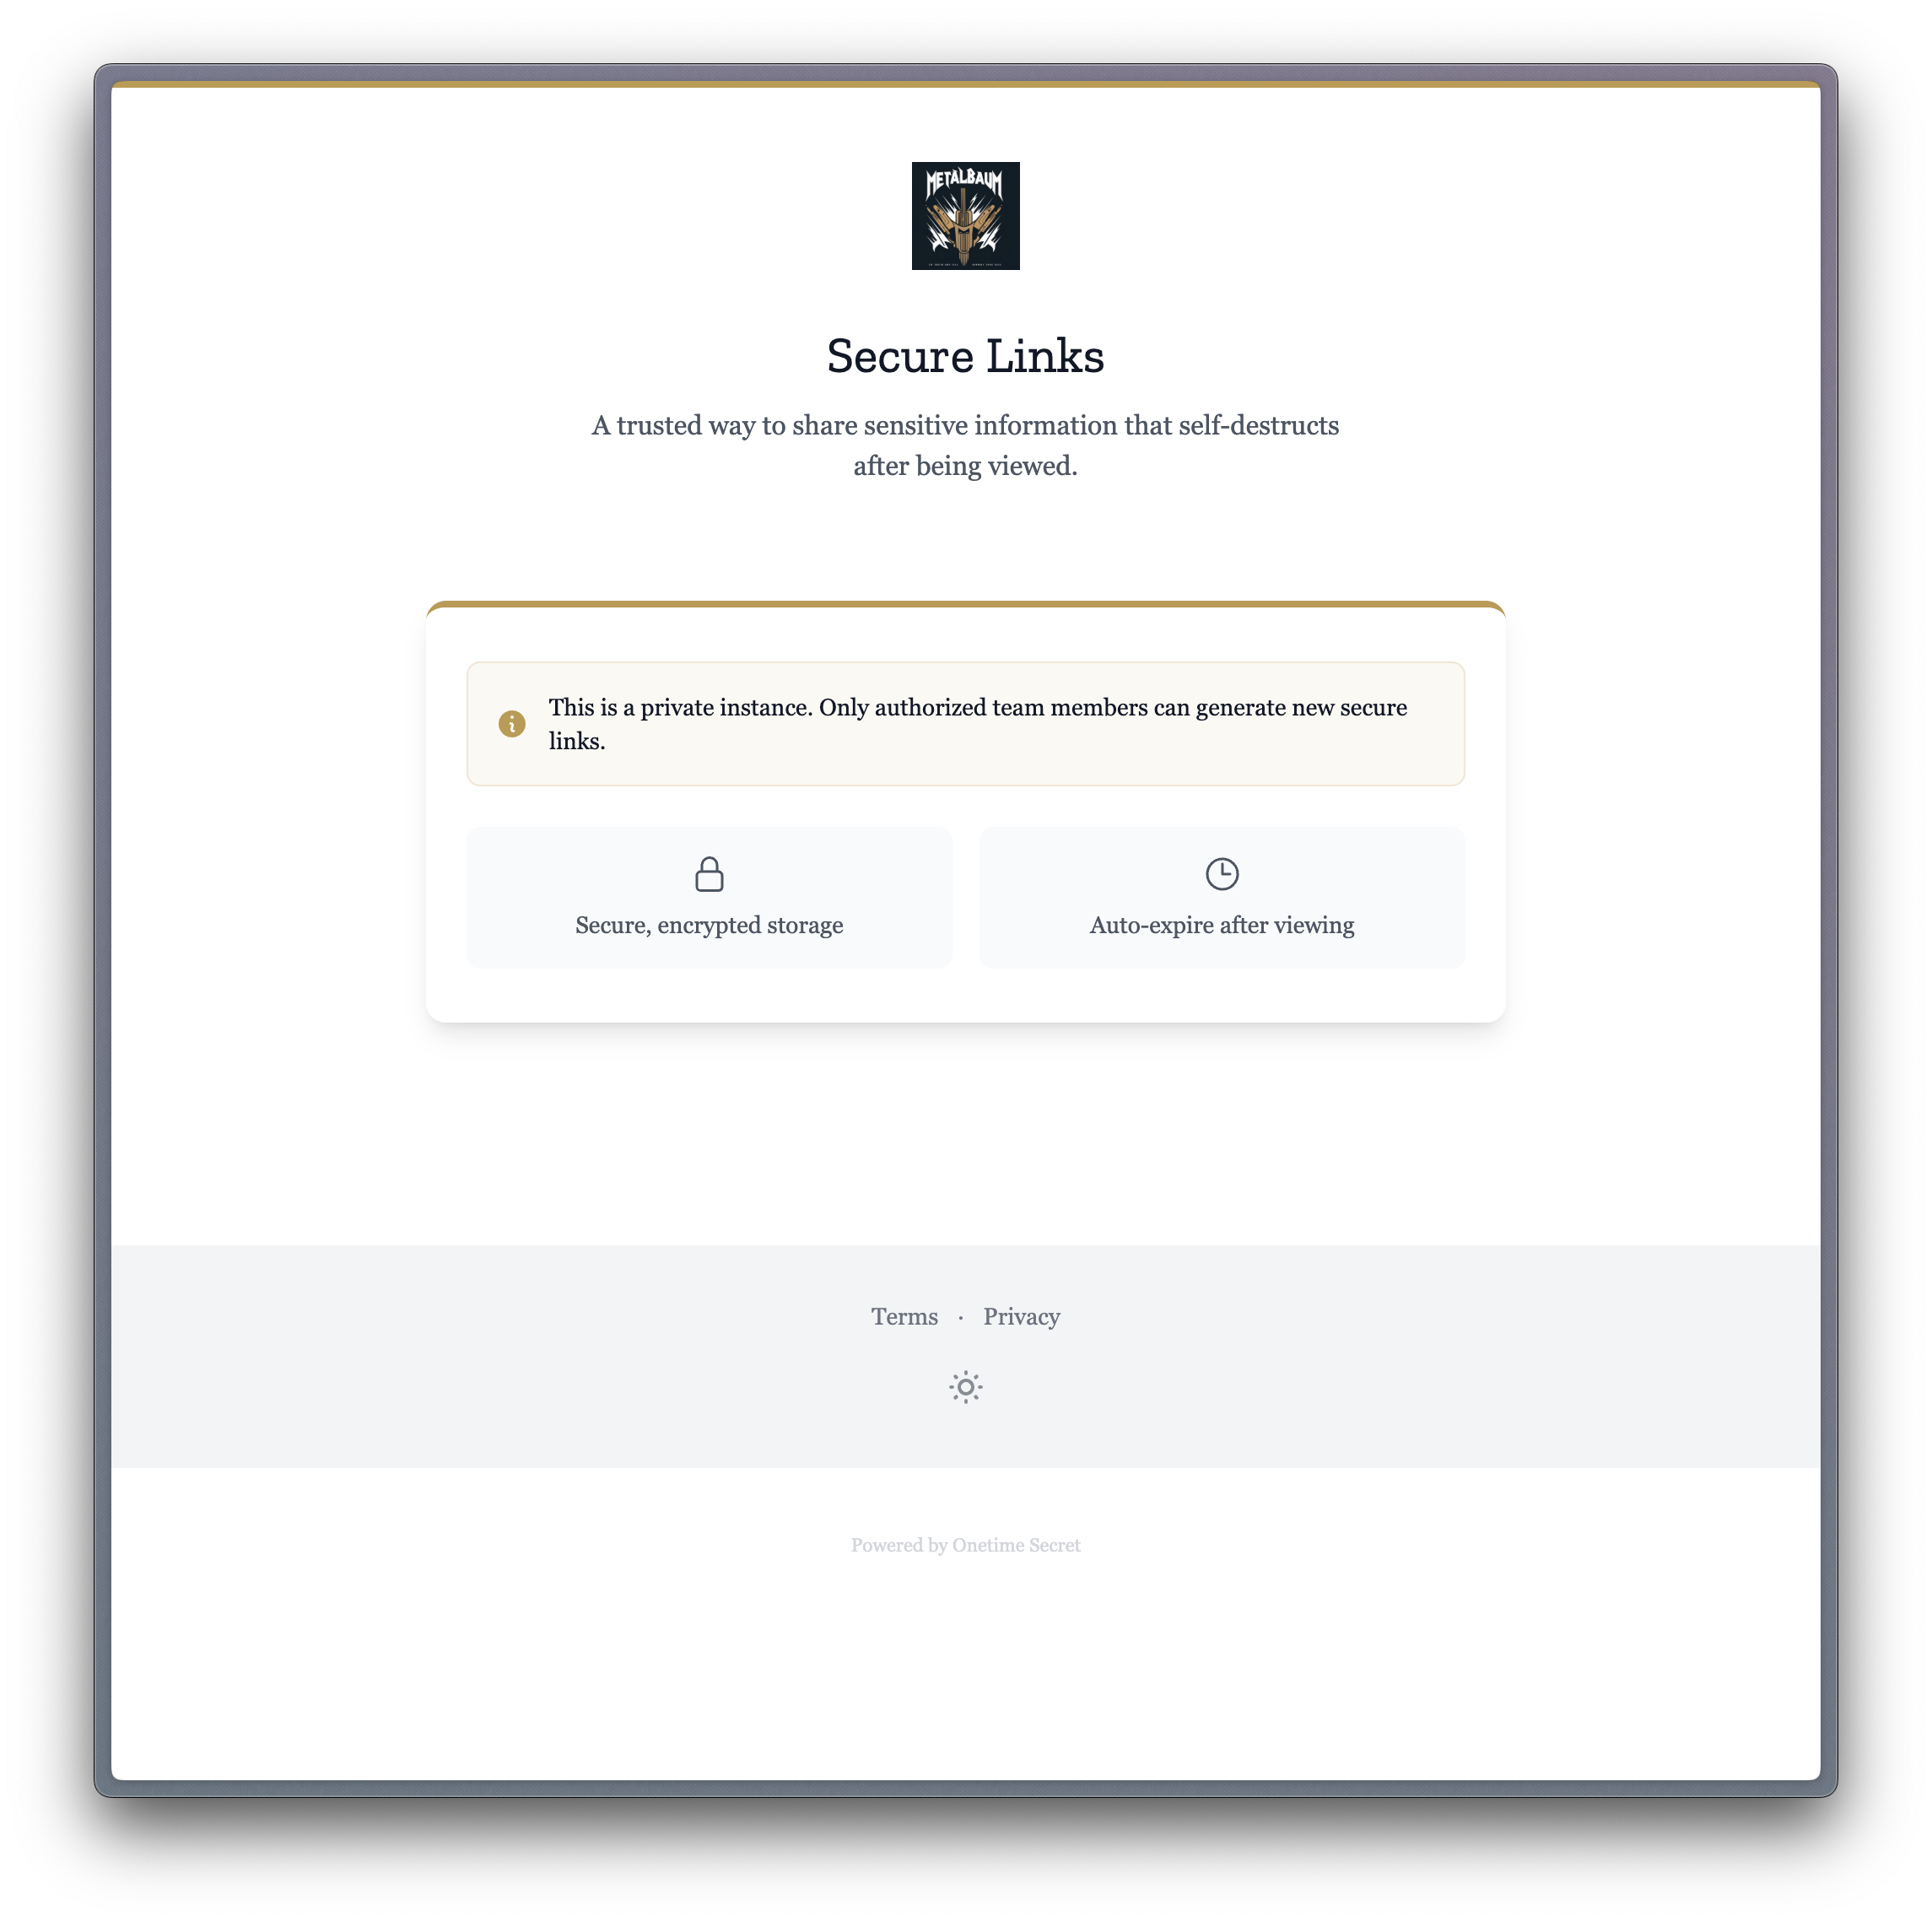 METALBAUM
Secure Links
A trusted way to share sensitive information that self-destructs
after being viewed.
This is a private instance. Only authorized team members can generate new secure
links.
Secure, encrypted storage
Auto-expire after viewing
Terms · Privacy
Powered by Onetime Secret